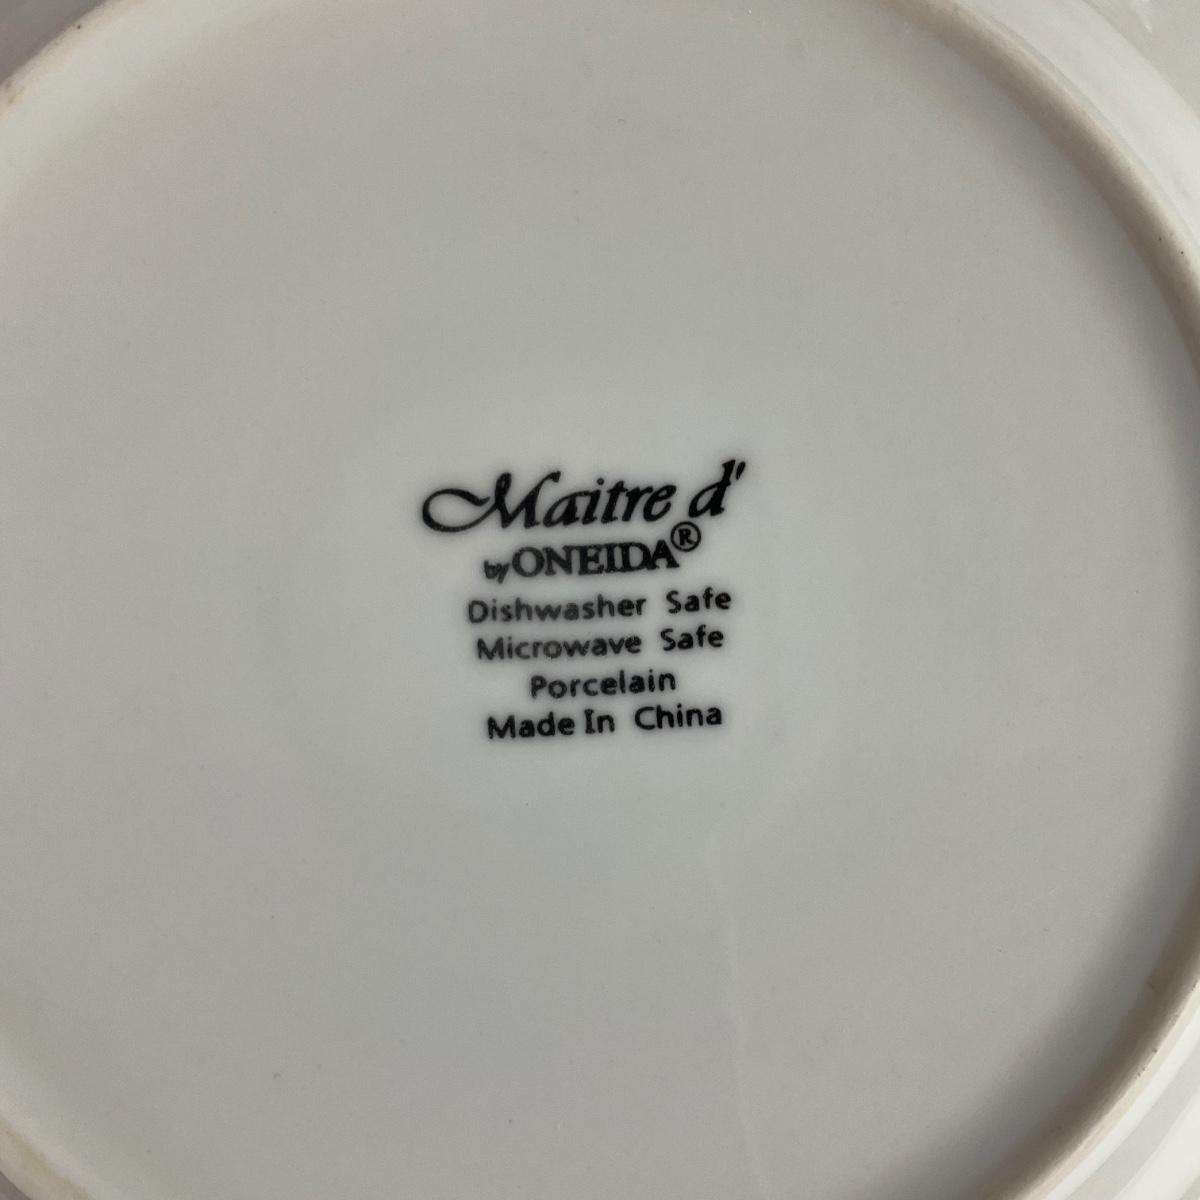 Maitre d'
by ONEIDA®
Dishwasher Safe
Microwave Safe
Porcelain
Made In China